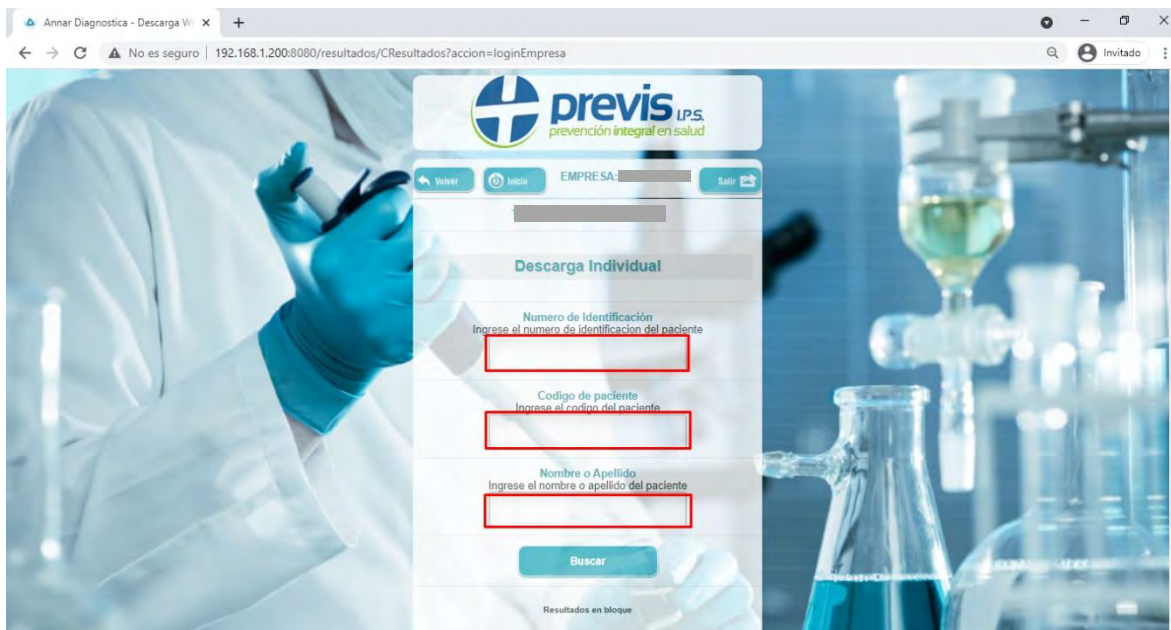 Annar Diagnostica - Descarga W
No es seguro | 192.168.1.200:8080/resultados/CResultados?accion=loginEmpresa
Invitado
previs I.P.S.
prevención integral en salud
Volver
Inicio
EMPRESA:
Salir
Descarga Individual
Numero de Identificación
Ingrese el numero de identificacion del paciente
Codigo de paciente
Ingrese el codigo del paciente
Nombre o Apellido
Ingrese el nombre o apellido del paciente
Buscar
Resultados en bloque